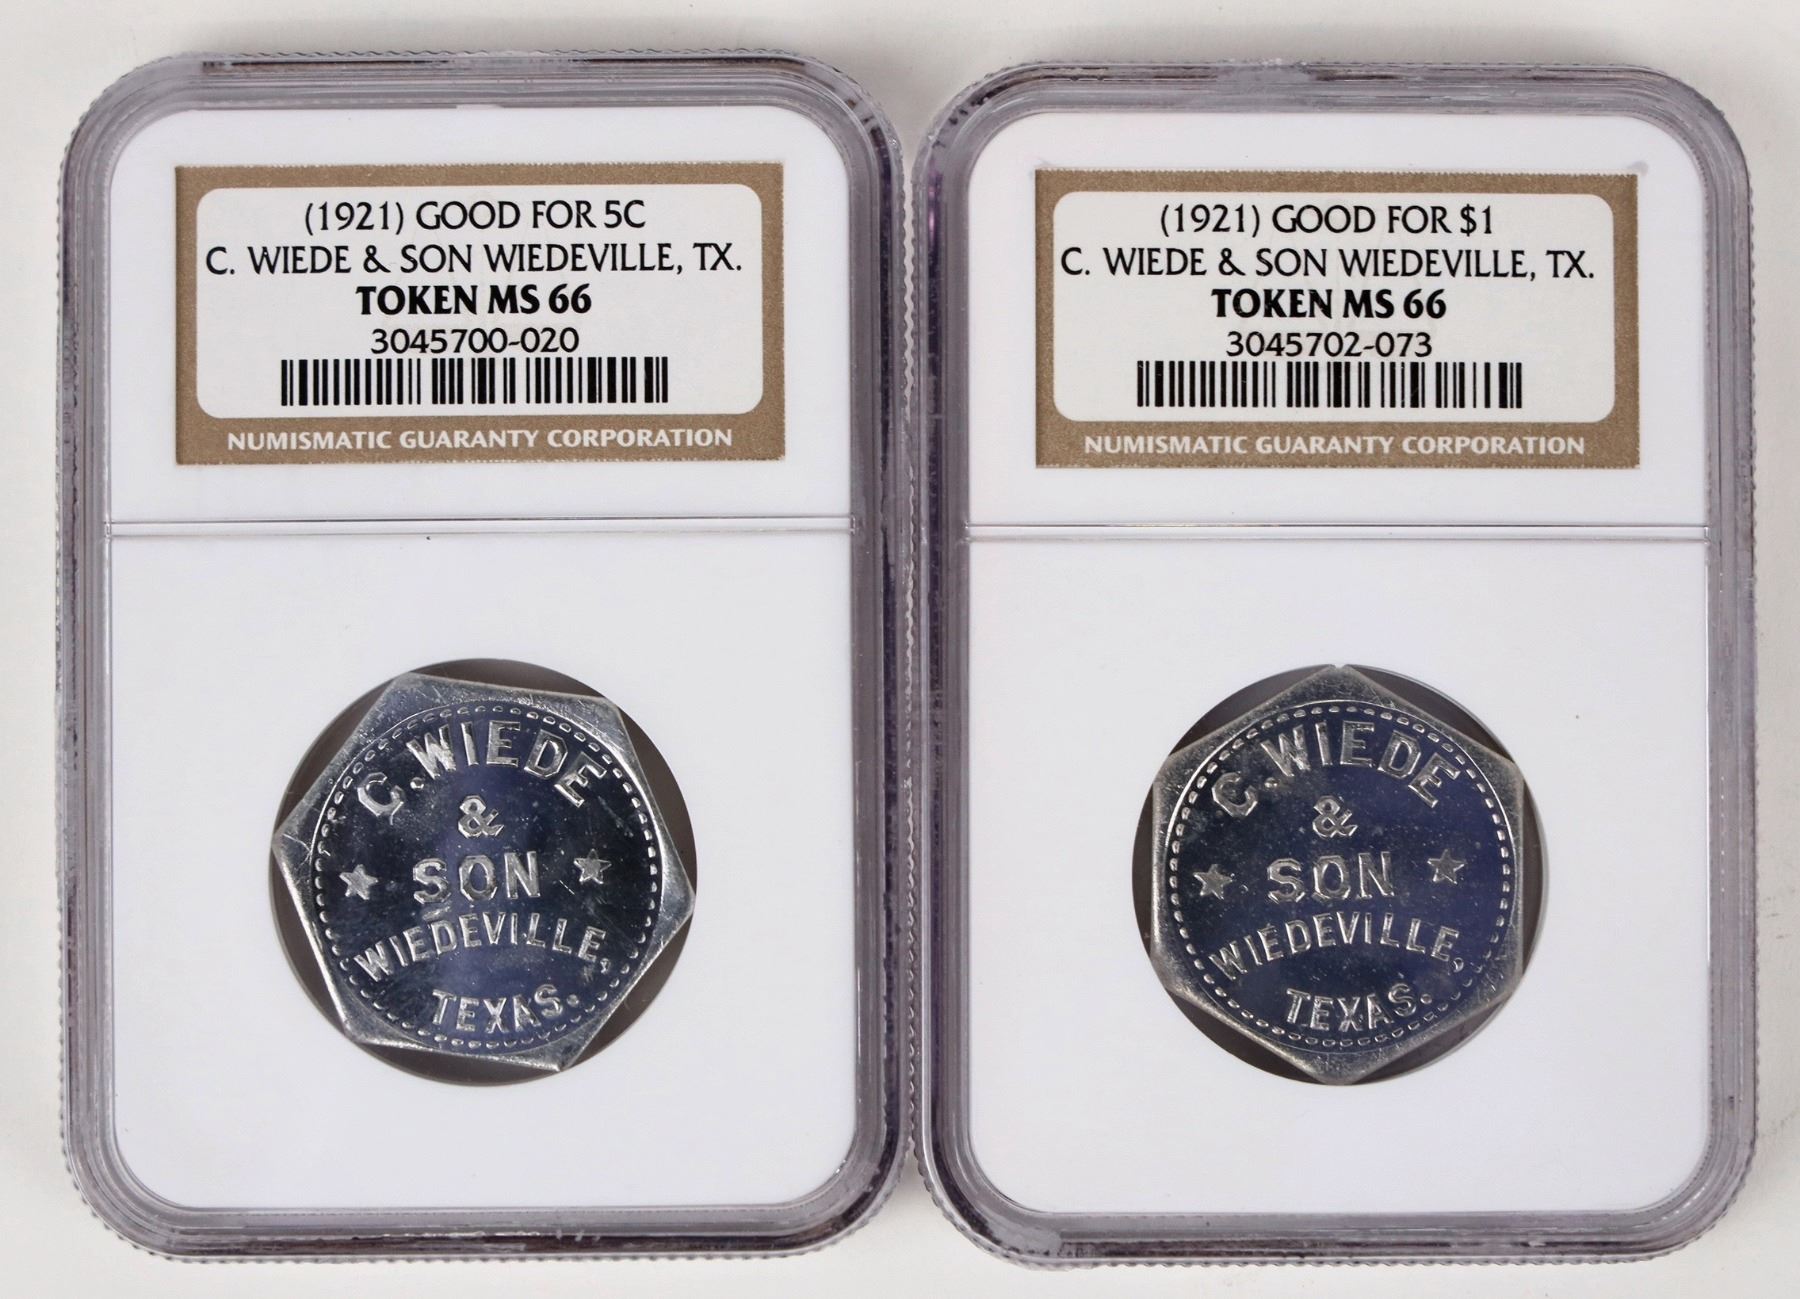 (1921) GOOD FOR 5C
C. WIEDE & SON WIEDEVILLE, TX.
TOKEN MS 66
3045700-020
NUMISMATIC GUARANTY CORPORATION
C. WIEDE
&
SON
WIEDEVILLE,
TEXAS.
(1921) GOOD FOR $1
C. WIEDE & SON WIEDEVILLE, TX.
TOKEN MS 66
3045702-073
NUMISMATIC GUARANTY CORPORATION
C. WIEDE
&
SON
WIEDEVILLE,
TEXAS.